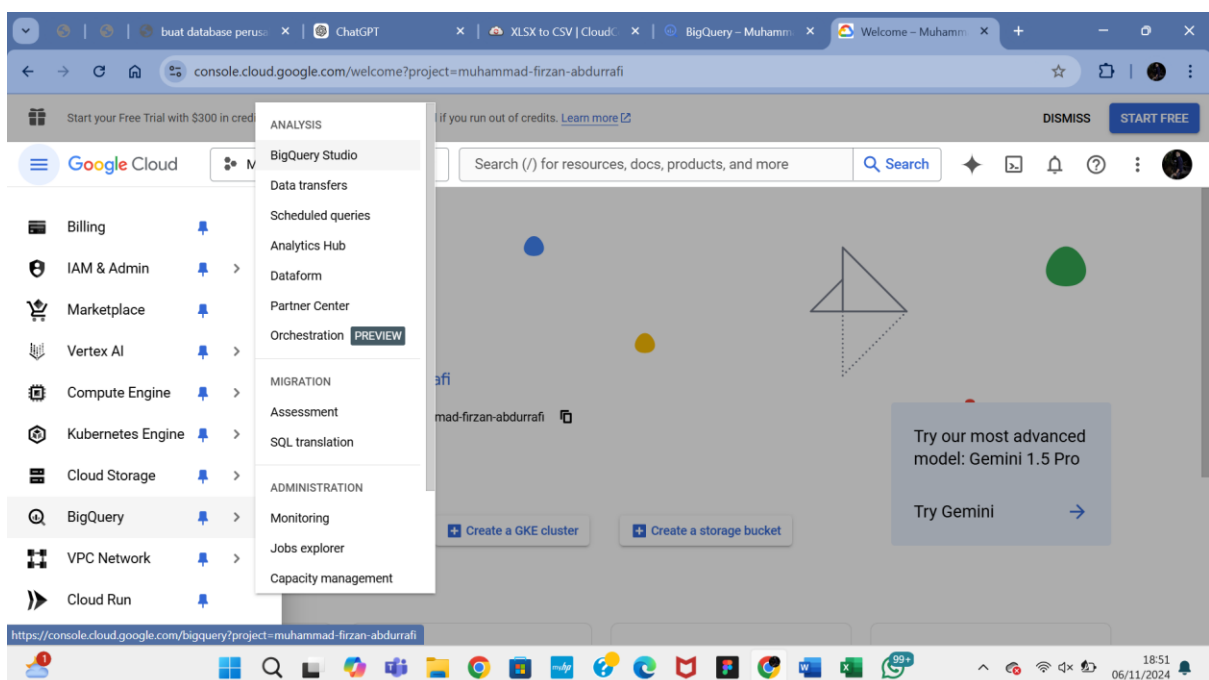 buat database perusa
ChatGPT
XLSX to CSV | CloudC
BigQuery – Muhamm
Welcome – Muhamm
console.cloud.google.com/welcome?project=muhammad-firzan-abdurrafi
Start your Free Trial with $300 in credi
if you run out of credits. Learn more
DISMISS
START FREE
Google Cloud
M
Search (/) for resources, docs, products, and more
Search
Billing
IAM & Admin
Marketplace
Vertex AI
Compute Engine
Kubernetes Engine
Cloud Storage
BigQuery
VPC Network
Cloud Run
ANALYSIS
BigQuery Studio
Data transfers
Scheduled queries
Analytics Hub
Dataform
Partner Center
Orchestration PREVIEW
MIGRATION
Assessment
SQL translation
ADMINISTRATION
Monitoring
Jobs explorer
Capacity management
afi
mad-firzan-abdurrafi
Create a GKE cluster
Create a storage bucket
Try our most advanced
model: Gemini 1.5 Pro
Try Gemini
https://console.cloud.google.com/bigquery?project=muhammad-firzan-abdurrafi
1
99+
18:51
06/11/2024